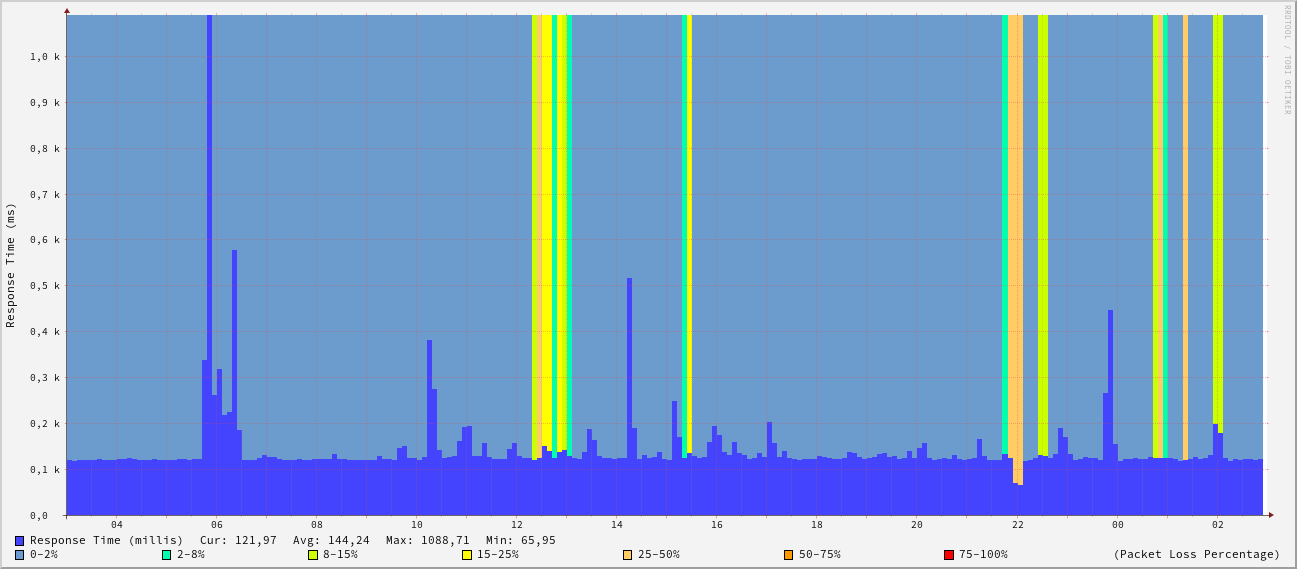 RRDTOOL / TOBI OETIKER
Response Time (ms)
1,0 k
0,9 k
0,8 k
0,7 k
0,6 k
0,5 k
0,4 k
0,3 k
0,2 k
0,1 k
0,0
04 06 08 10 12 14 16 18 20 22 00 02
Response Time (millis) Cur: 121,97 Avg: 144,24 Max: 1088,71 Min: 65,95
0-2% 2-8% 8-15% 15-25% 25-50% 50-75% 75-100% (Packet Loss Percentage)